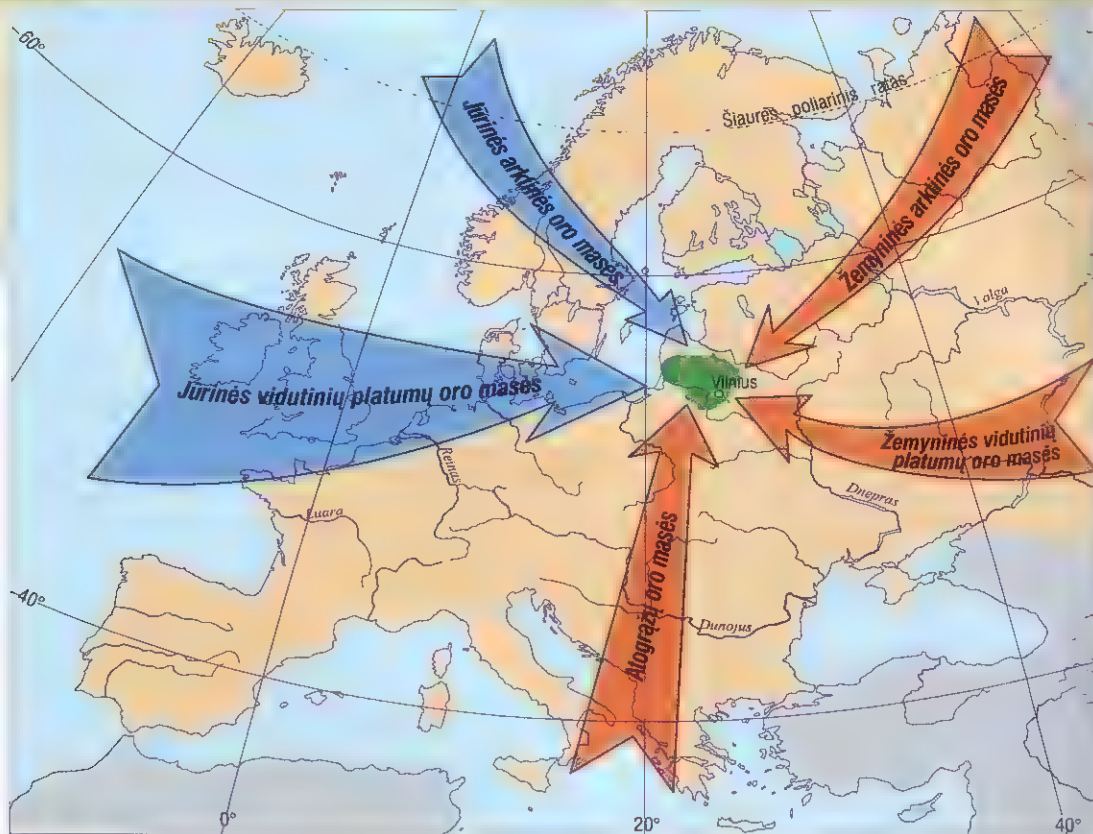 60°
Šiaurės poliarinis ratas
Jūrinės arktinės oro masės
Žemyninės arktinės oro masės
Volga
Jūrinės vidutinių platumų oro masės
Vilnius
Žemyninės vidutinių
platumų oro masės
Reinas
Luara
Dnepras
Atogrąžų oro masės
Dunojus
40°
0°
20°
40°